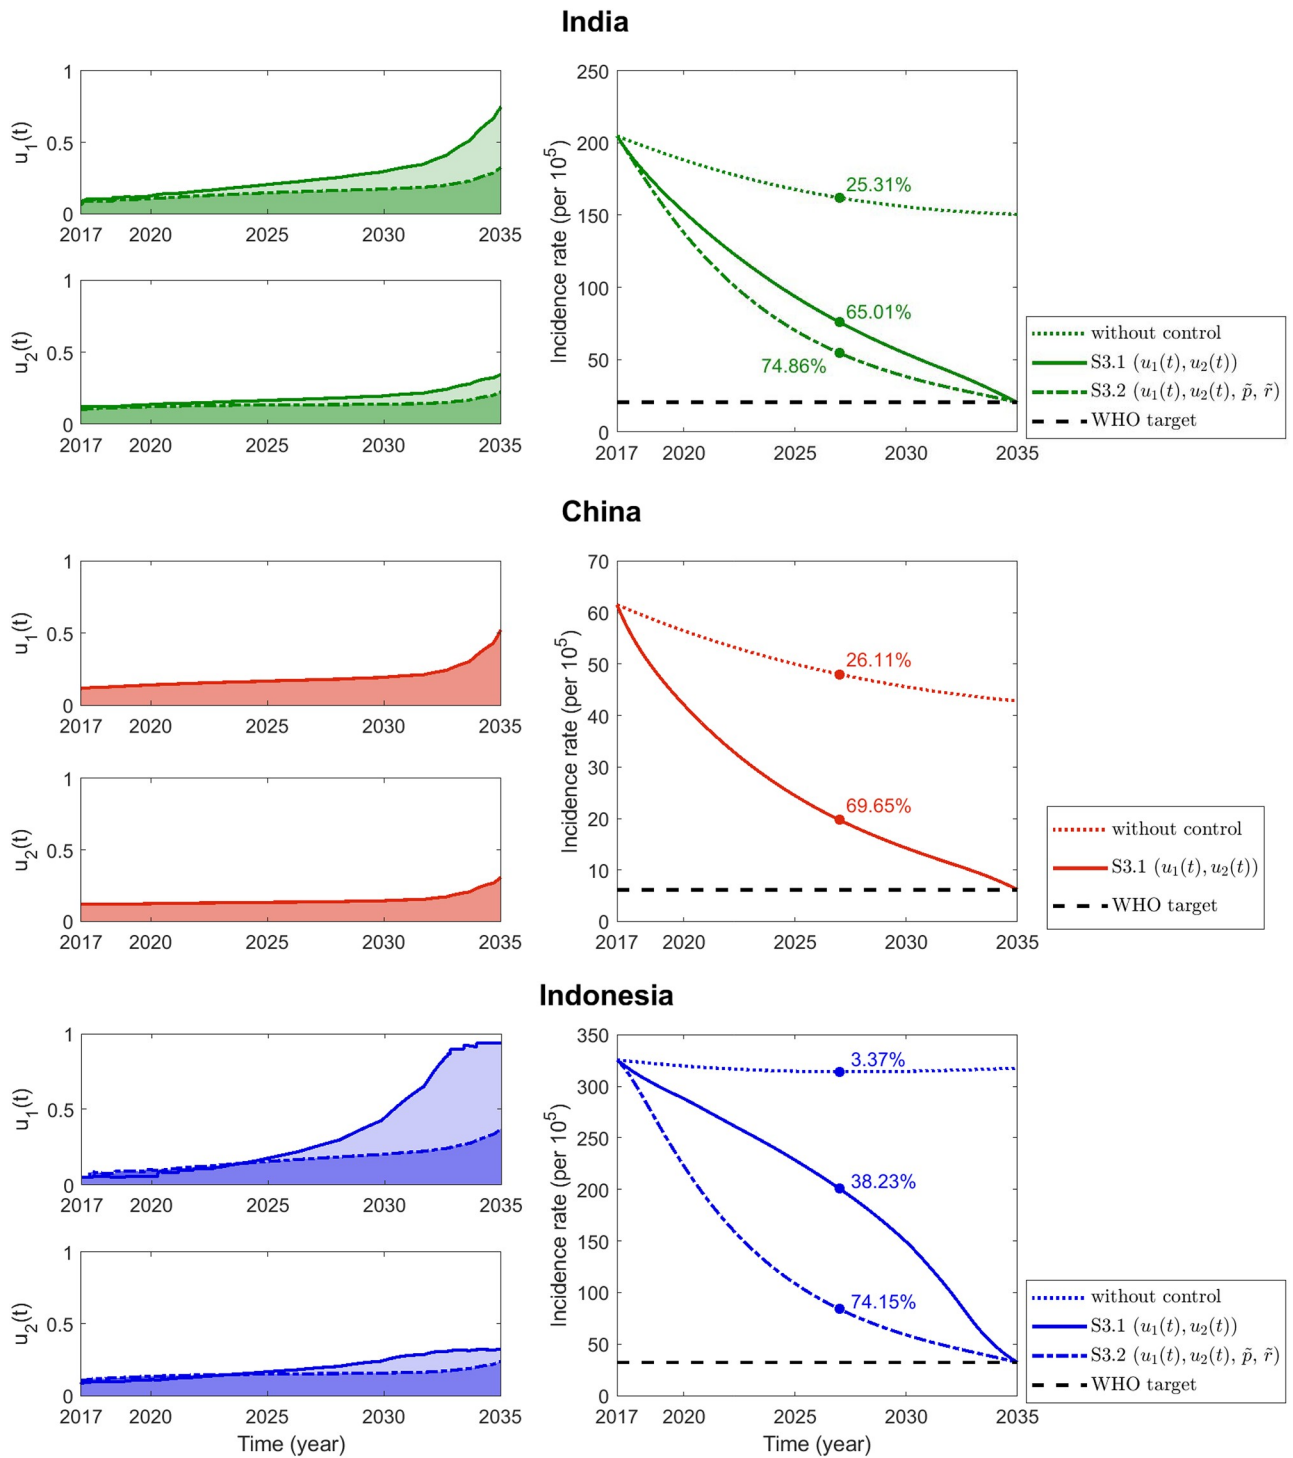 India
u1(t)
1
0.5
0
2017 2020 2025 2030 2035
u2(t)
1
0.5
0
2017 2020 2025 2030 2035
Incidence rate (per 10^5)
250
200
150
100
50
0
25.31%
65.01%
74.86%
2017 2020 2025 2030 2035
without control
S3.1 (u1(t), u2(t))
S3.2 (u1(t), u2(t), p̃, r̃)
WHO target
China
u1(t)
1
0.5
0
2017 2020 2025 2030 2035
u2(t)
1
0.5
0
2017 2020 2025 2030 2035
Incidence rate (per 10^5)
70
60
50
40
30
20
10
0
26.11%
69.65%
2017 2020 2025 2030 2035
without control
S3.1 (u1(t), u2(t))
WHO target
Indonesia
u1(t)
1
0.5
0
2017 2020 2025 2030 2035
u2(t)
1
0.5
0
2017 2020 2025 2030 2035
Time (year)
Incidence rate (per 10^5)
350
300
250
200
150
100
50
0
3.37%
38.23%
74.15%
2017 2020 2025 2030 2035
Time (year)
without control
S3.1 (u1(t), u2(t))
S3.2 (u1(t), u2(t), p̃, r̃)
WHO target